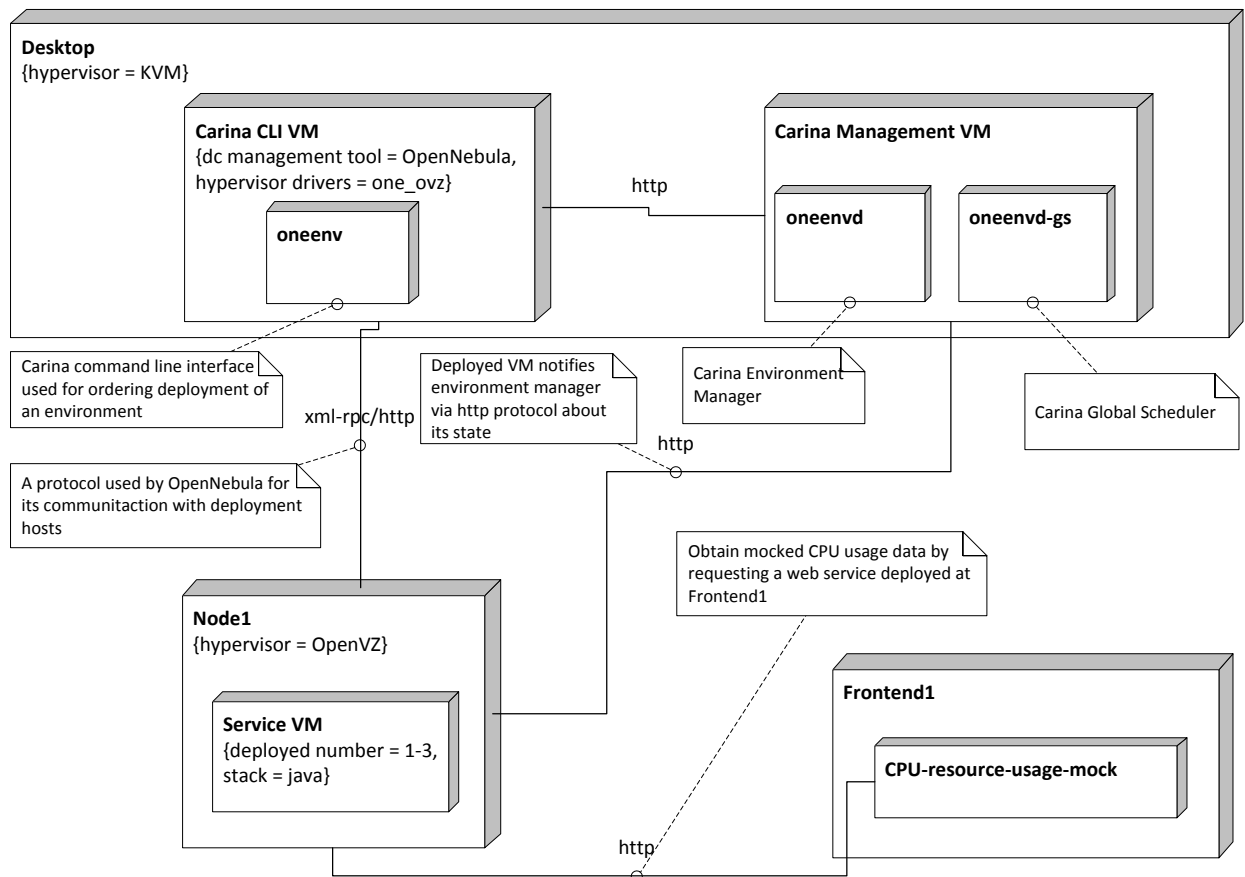 Desktop
{hypervisor = KVM}
Carina CLI VM
{dc management tool = OpenNebula,
hypervisor drivers = one_ovz}
oneenv
http
Carina Management VM
oneenvd
oneenvd-gs
Carina command line interface
used for ordering deployment of
an environment
Deployed VM notifies
environment manager
via http protocol about
its state
Carina Environment
Manager
Carina Global Scheduler
xml-rpc/http
http
A protocol used by OpenNebula for
its communitaction with deployment
hosts
Obtain mocked CPU usage data by
requesting a web service deployed at
Frontend1
Node1
{hypervisor = OpenVZ}
Service VM
{deployed number = 1-3,
stack = java}
Frontend1
CPU-resource-usage-mock
http